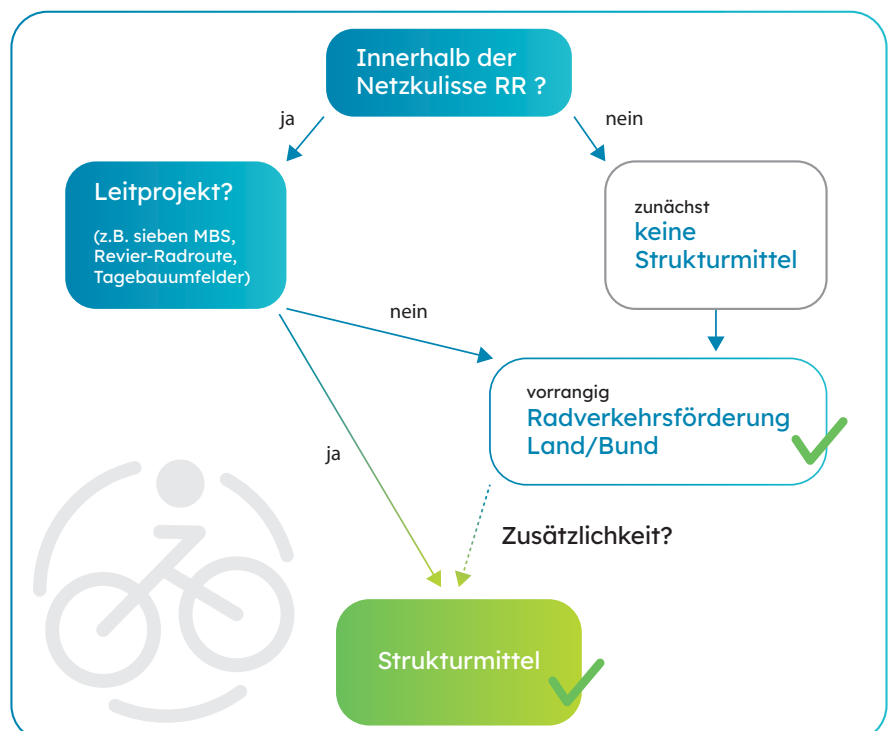 Innerhalb der
Netzkulisse RR ?
ja
nein
Leitprojekt?
(z.B. sieben MBS,
Revier-Radroute,
Tagebauumfelder)
zunächst
keine
Strukturmittel
nein
vorrangig
Radverkehrsförderung
Land/Bund
ja
Zusätzlichkeit?
Strukturmittel